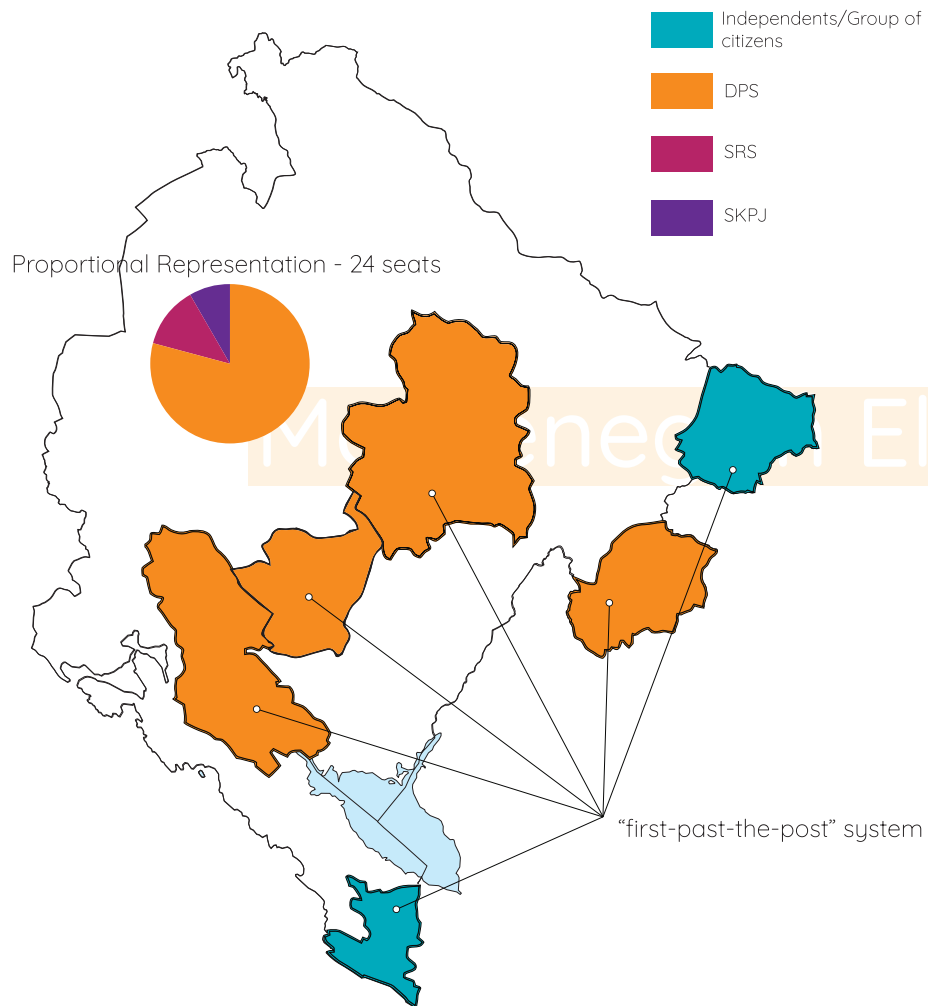 Independents/Group of
citizens
DPS
SRS
SKPJ
Proportional Representation - 24 seats
“first-past-the-post” system